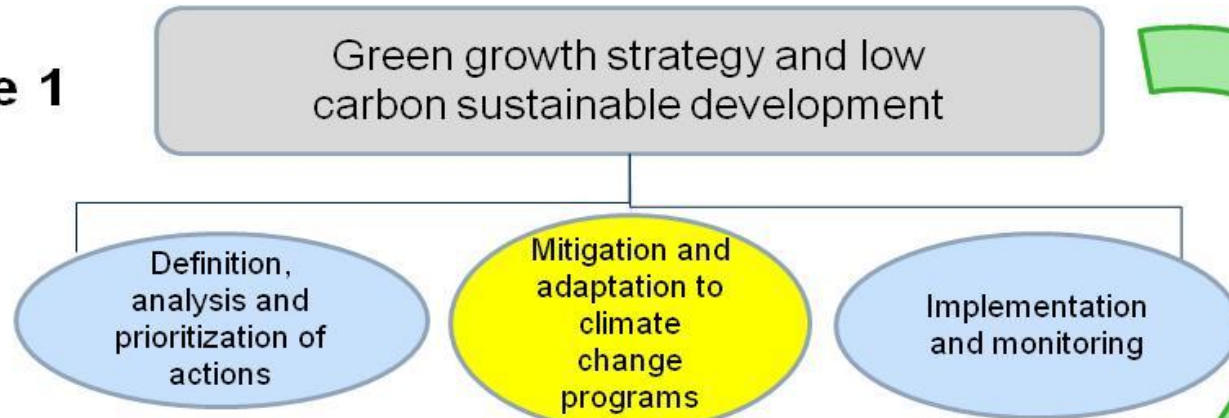 e 1
Green growth strategy and low
carbon sustainable development
Definition,
analysis and
prioritization of
actions
Mitigation and
adaptation to
climate
change
programs
Implementation
and monitoring